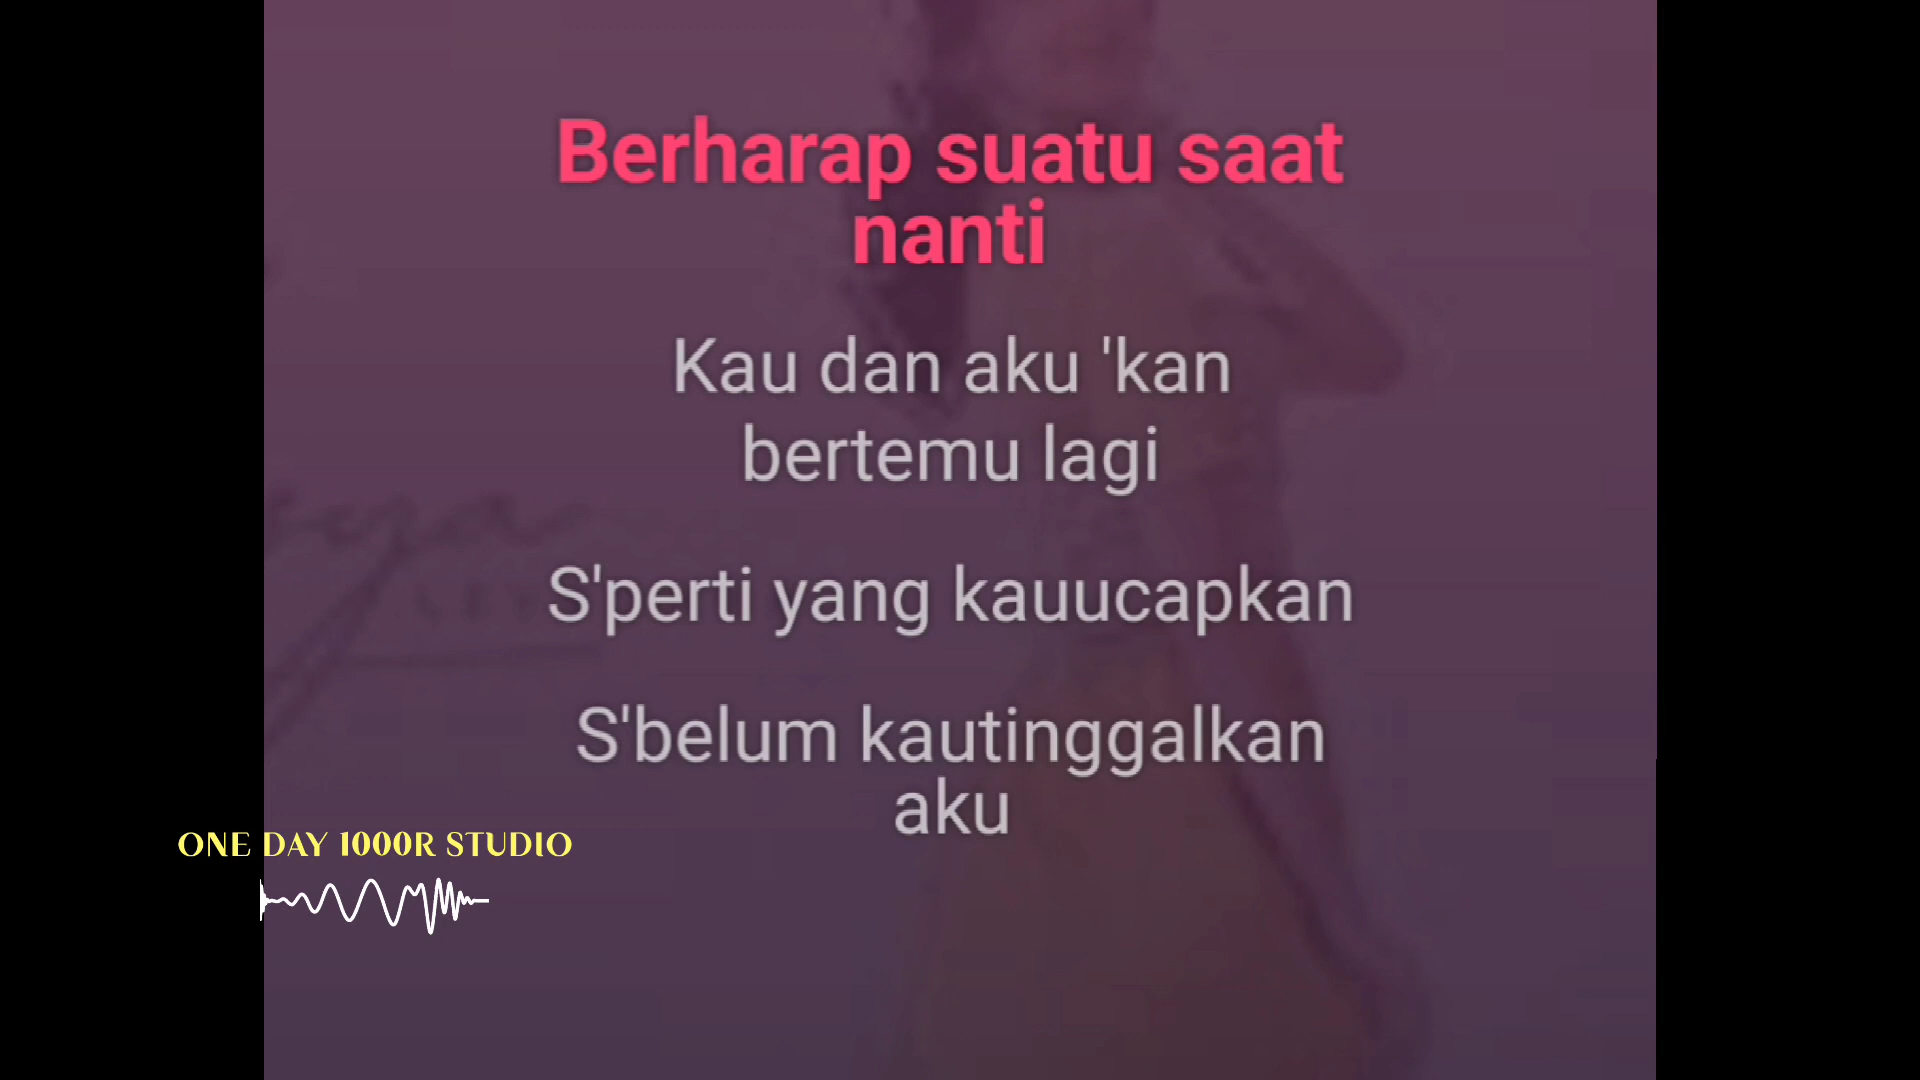 Berharap suatu saat
nanti
Kau dan aku 'kan
bertemu lagi
S'perti yang kauucapkan
S'belum kautinggalkan
aku
ONE DAY 1000R STUDIO